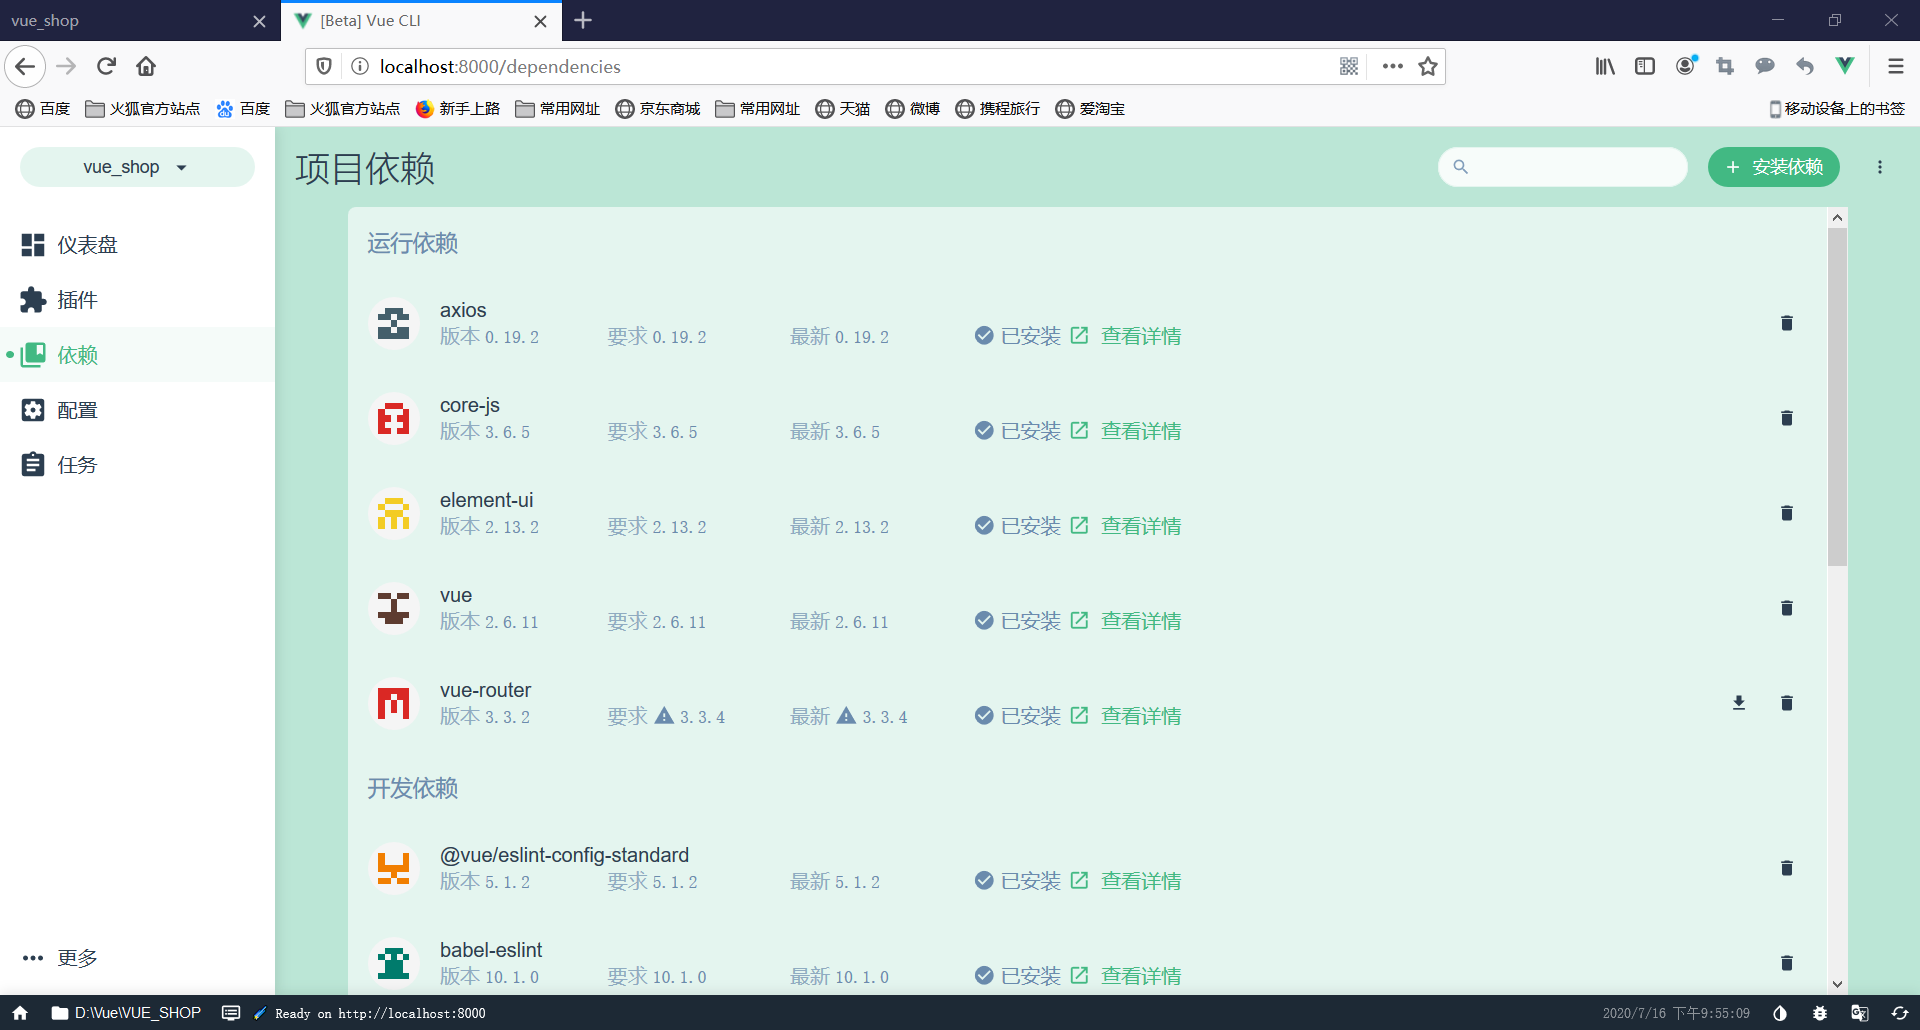 vue_shop
[Beta] Vue CLI
localhost:8000/dependencies
百度 火狐官方站点 百度 火狐官方站点 新手上路 常用网址 京东商城 常用网址 天猫 微博 携程旅行 爱淘宝 移动设备上的书签
vue_shop
仪表盘
插件
依赖
配置
任务
更多
项目依赖
安装依赖
运行依赖
axios
版本 0.19.2 要求 0.19.2 最新 0.19.2 已安装 查看详情
core-js
版本 3.6.5 要求 3.6.5 最新 3.6.5 已安装 查看详情
element-ui
版本 2.13.2 要求 2.13.2 最新 2.13.2 已安装 查看详情
vue
版本 2.6.11 要求 2.6.11 最新 2.6.11 已安装 查看详情
vue-router
版本 3.3.2 要求 3.3.4 最新 3.3.4 已安装 查看详情
开发依赖
@vue/eslint-config-standard
版本 5.1.2 要求 5.1.2 最新 5.1.2 已安装 查看详情
babel-eslint
版本 10.1.0 要求 10.1.0 最新 10.1.0 已安装 查看详情
D:\Vue\VUE_SHOP Ready on http://localhost:8000 2020/7/16 下午9:55:09